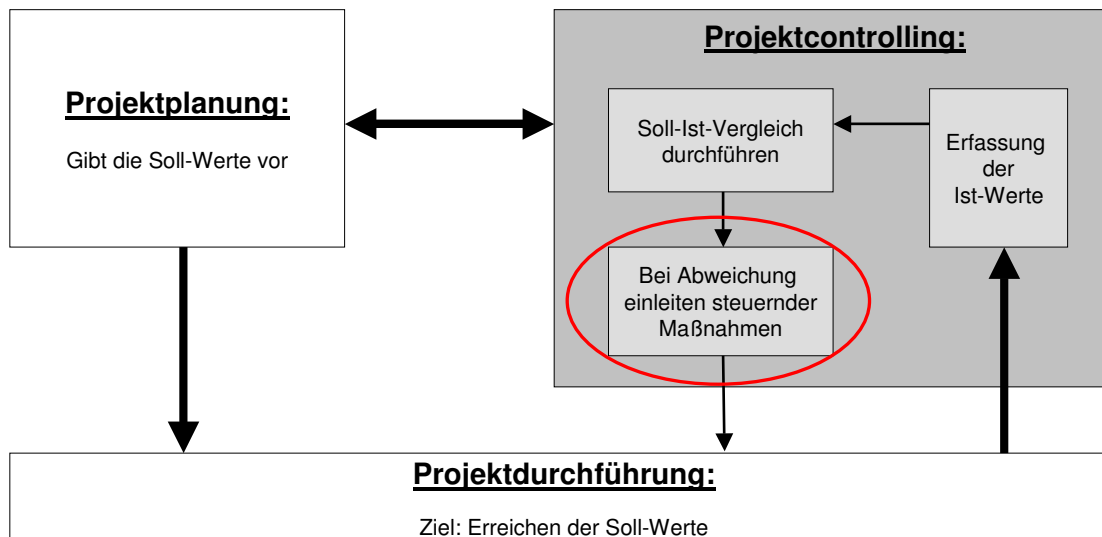 Projektplanung:
Gibt die Soll-Werte vor
Projektcontrolling:
Soll-Ist-Vergleich
durchführen
Erfassung
der
Ist-Werte
Bei Abweichung
einleiten steuernder
Maßnahmen
Projektdurchführung:
Ziel: Erreichen der Soll-Werte